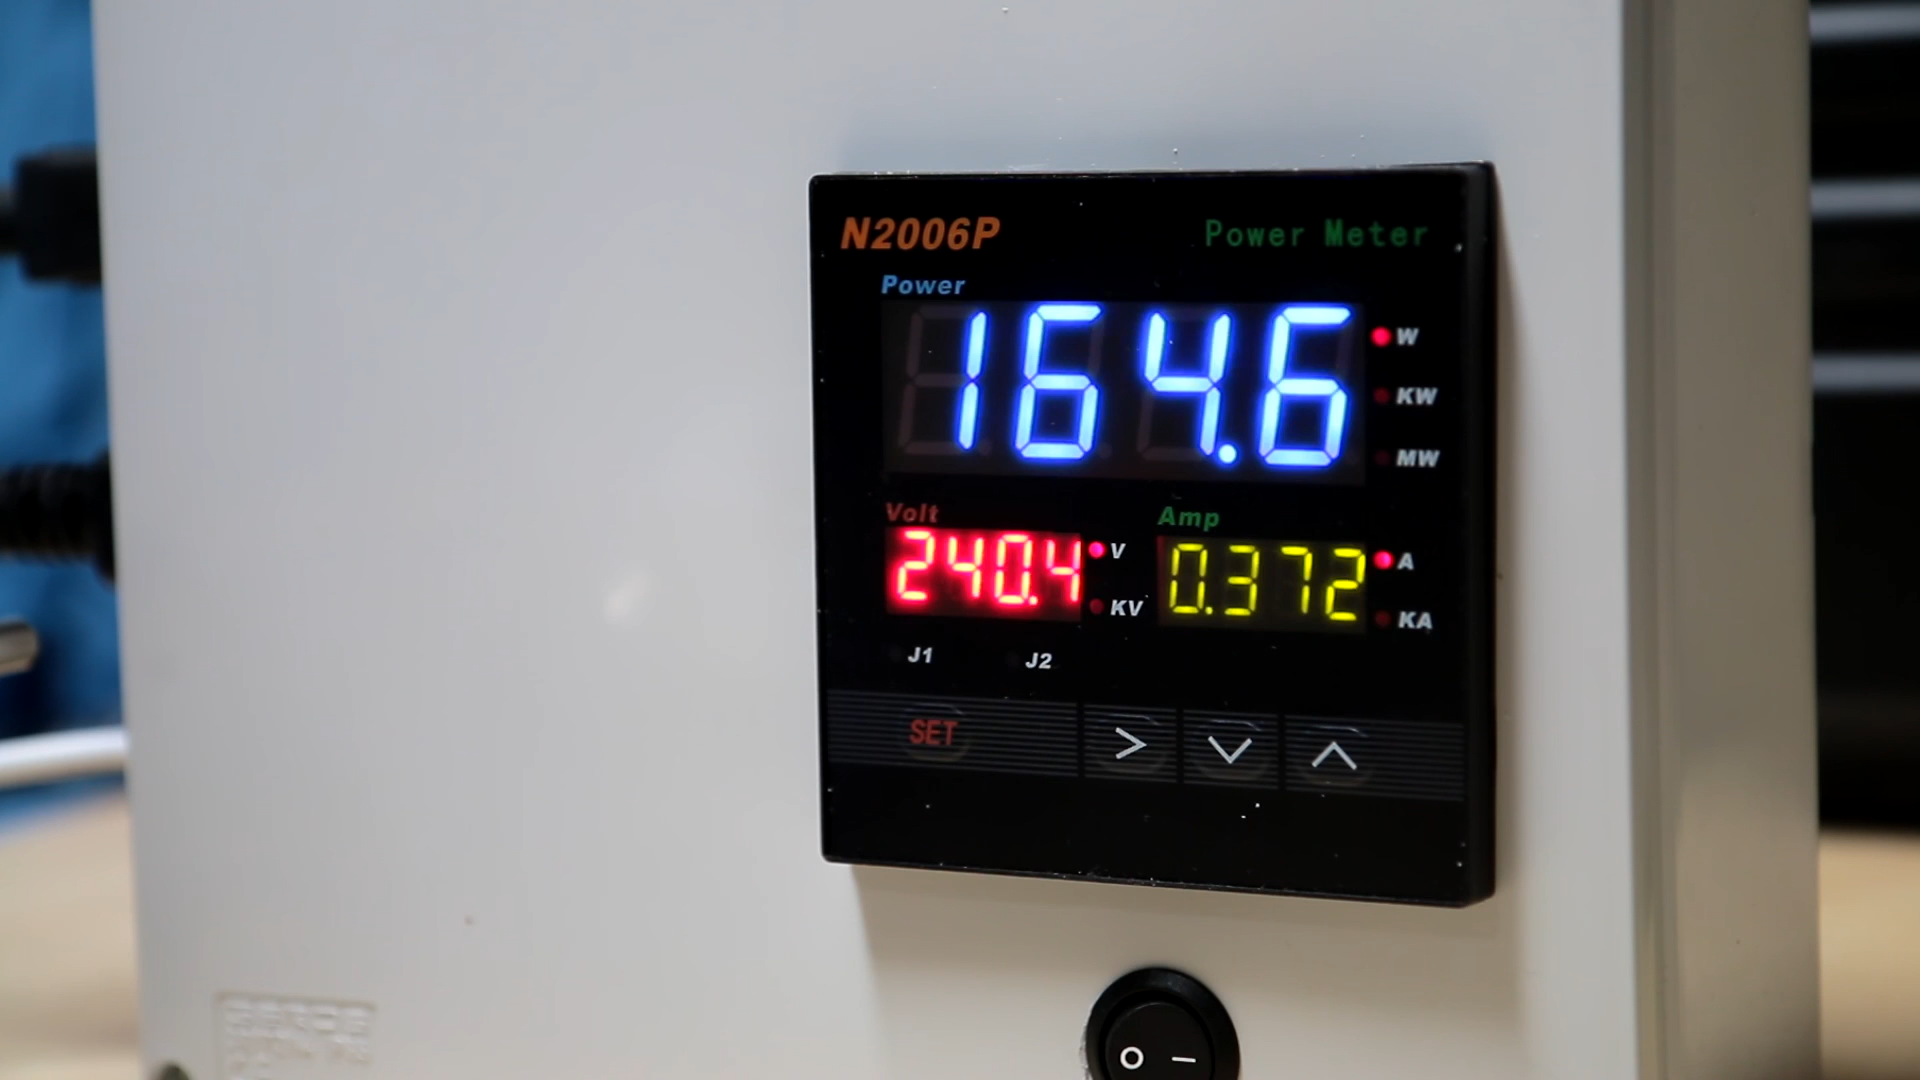 N2006P Power Meter
Power
164.6 W
KW
MW
Volt Amp
240.4 V 0.372 A
KV KA
J1 J2
SET > ∨ ∧
O –